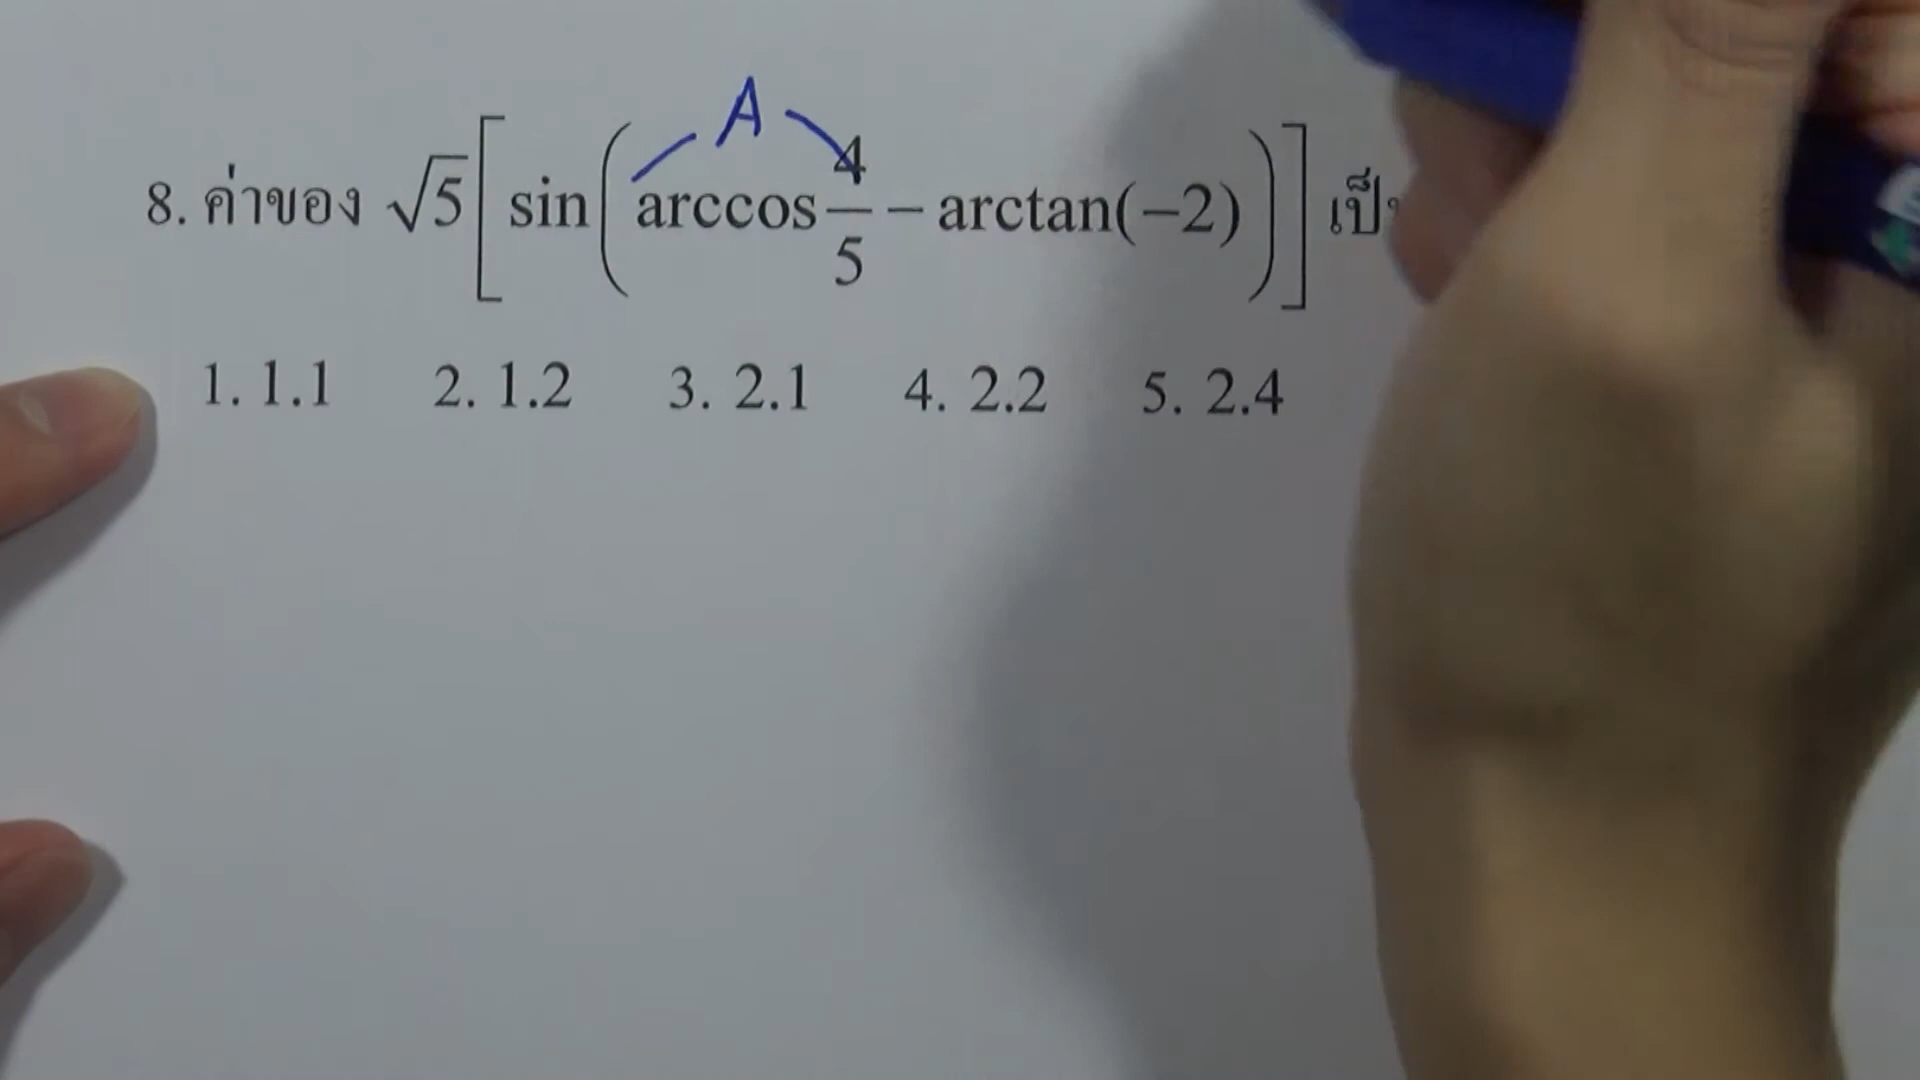 A
8. ค่าของ √5[sin(arccos 4/5 − arctan(−2))]
1. 1.1 2. 1.2 3. 2.1 4. 2.2 5. 2.4